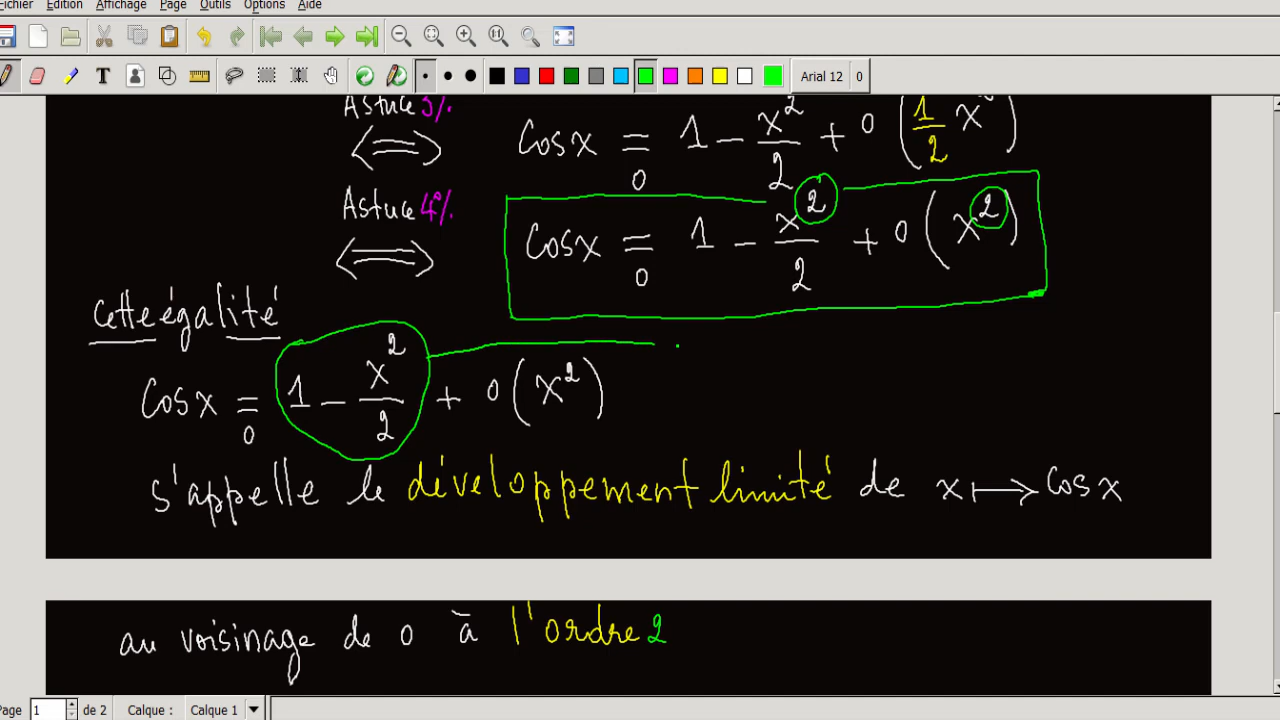 Fichier Edition Affichage Page Outils Options Aide
Arial 12 0
Astuce 3%
cos x = 1 - x²/2 + o(1/2 x²)
0
Astuce 4%
cos x = 1 - x²/2 + o(x²)
0
cette égalité
cos x = 1 - x²/2 + o(x²)
0
s'appelle le développement limité de x ⟼ cos x
au voisinage de 0 à l'ordre 2
Page 1 de 2 Calque : Calque 1